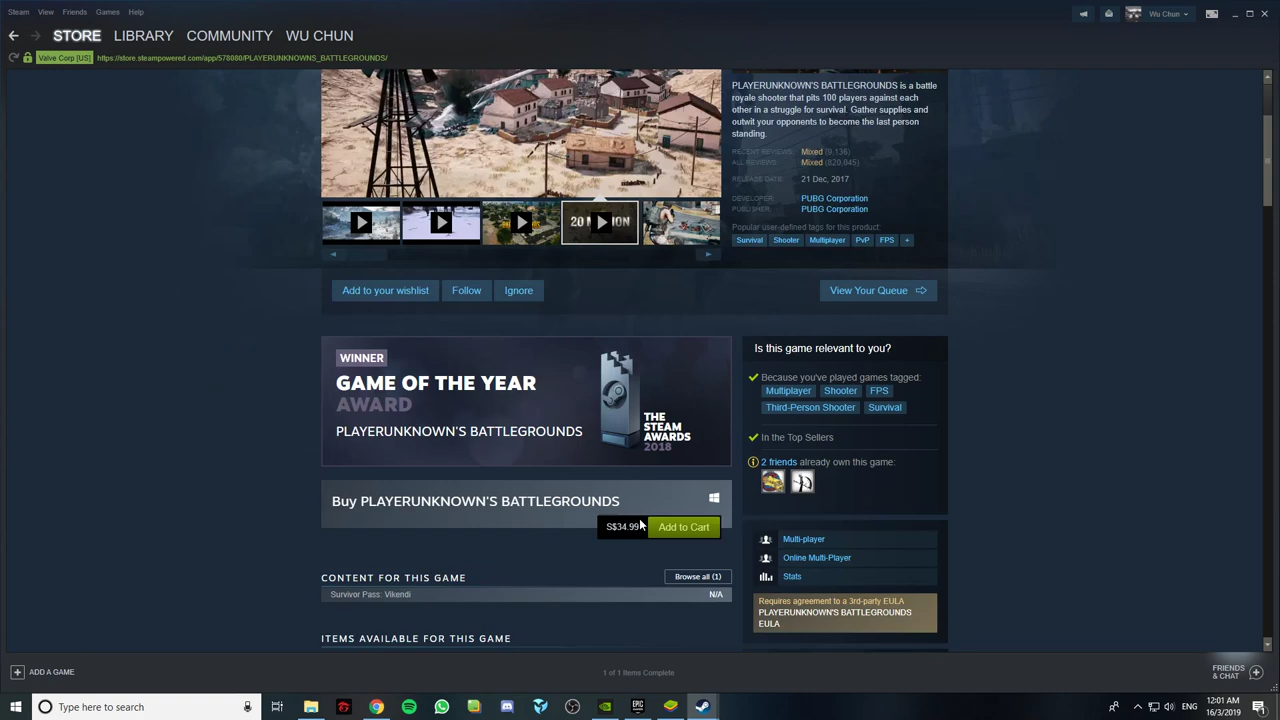 Steam View Friends Games Help
Wu Chun
STORE LIBRARY COMMUNITY WU CHUN
Valve Corp [US] https://store.steampowered.com/app/578080/PLAYERUNKNOWNS_BATTLEGROUNDS/
PLAYERUNKNOWN'S BATTLEGROUNDS is a battle
royale shooter that pits 100 players against each
other in a struggle for survival. Gather supplies and
outwit your opponents to become the last person
standing.
RECENT REVIEWS: Mixed (9,136)
ALL REVIEWS: Mixed (820,045)
RELEASE DATE: 21 Dec, 2017
DEVELOPER: PUBG Corporation
PUBLISHER: PUBG Corporation
Popular user-defined tags for this product:
Survival Shooter Multiplayer PvP FPS +
Add to your wishlist Follow Ignore View Your Queue
WINNER
GAME OF THE YEAR
AWARD
PLAYERUNKNOWN'S BATTLEGROUNDS
THE
STEAM
AWARDS
2018
Is this game relevant to you?
Because you've played games tagged:
Multiplayer Shooter FPS
Third-Person Shooter Survival
In the Top Sellers
2 friends already own this game:
Buy PLAYERUNKNOWN'S BATTLEGROUNDS
S$34.99 Add to Cart
CONTENT FOR THIS GAME Browse all (1)
Survivor Pass: Vikendi N/A
ITEMS AVAILABLE FOR THIS GAME
Multi-player
Online Multi-Player
Stats
Requires agreement to a 3rd-party EULA
PLAYERUNKNOWN'S BATTLEGROUNDS
EULA
ADD A GAME
1 of 1 Items Complete
FRIENDS
& CHAT
Type here to search
EPIC
ENG
12:01 AM
16/3/2019